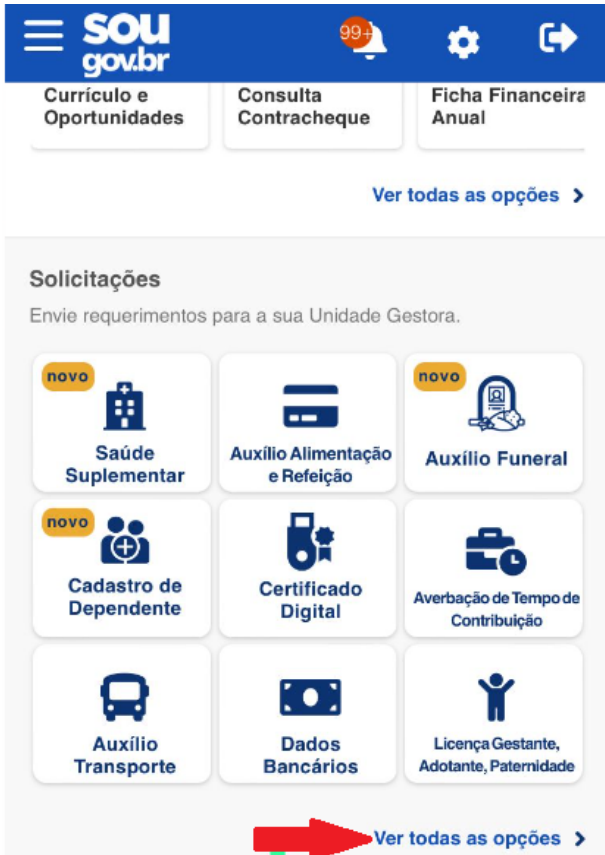 sou
gov.br
99+
Currículo e
Oportunidades
Consulta
Contracheque
Ficha Financeira
Anual
Ver todas as opções
Solicitações
Envie requerimentos para a sua Unidade Gestora.
novo
Saúde
Suplementar
Auxílio Alimentação
e Refeição
novo
Auxílio Funeral
novo
Cadastro de
Dependente
Certificado
Digital
Averbação de Tempo de
Contribuição
Auxílio
Transporte
Dados
Bancários
Licença Gestante,
Adotante, Paternidade
Ver todas as opções